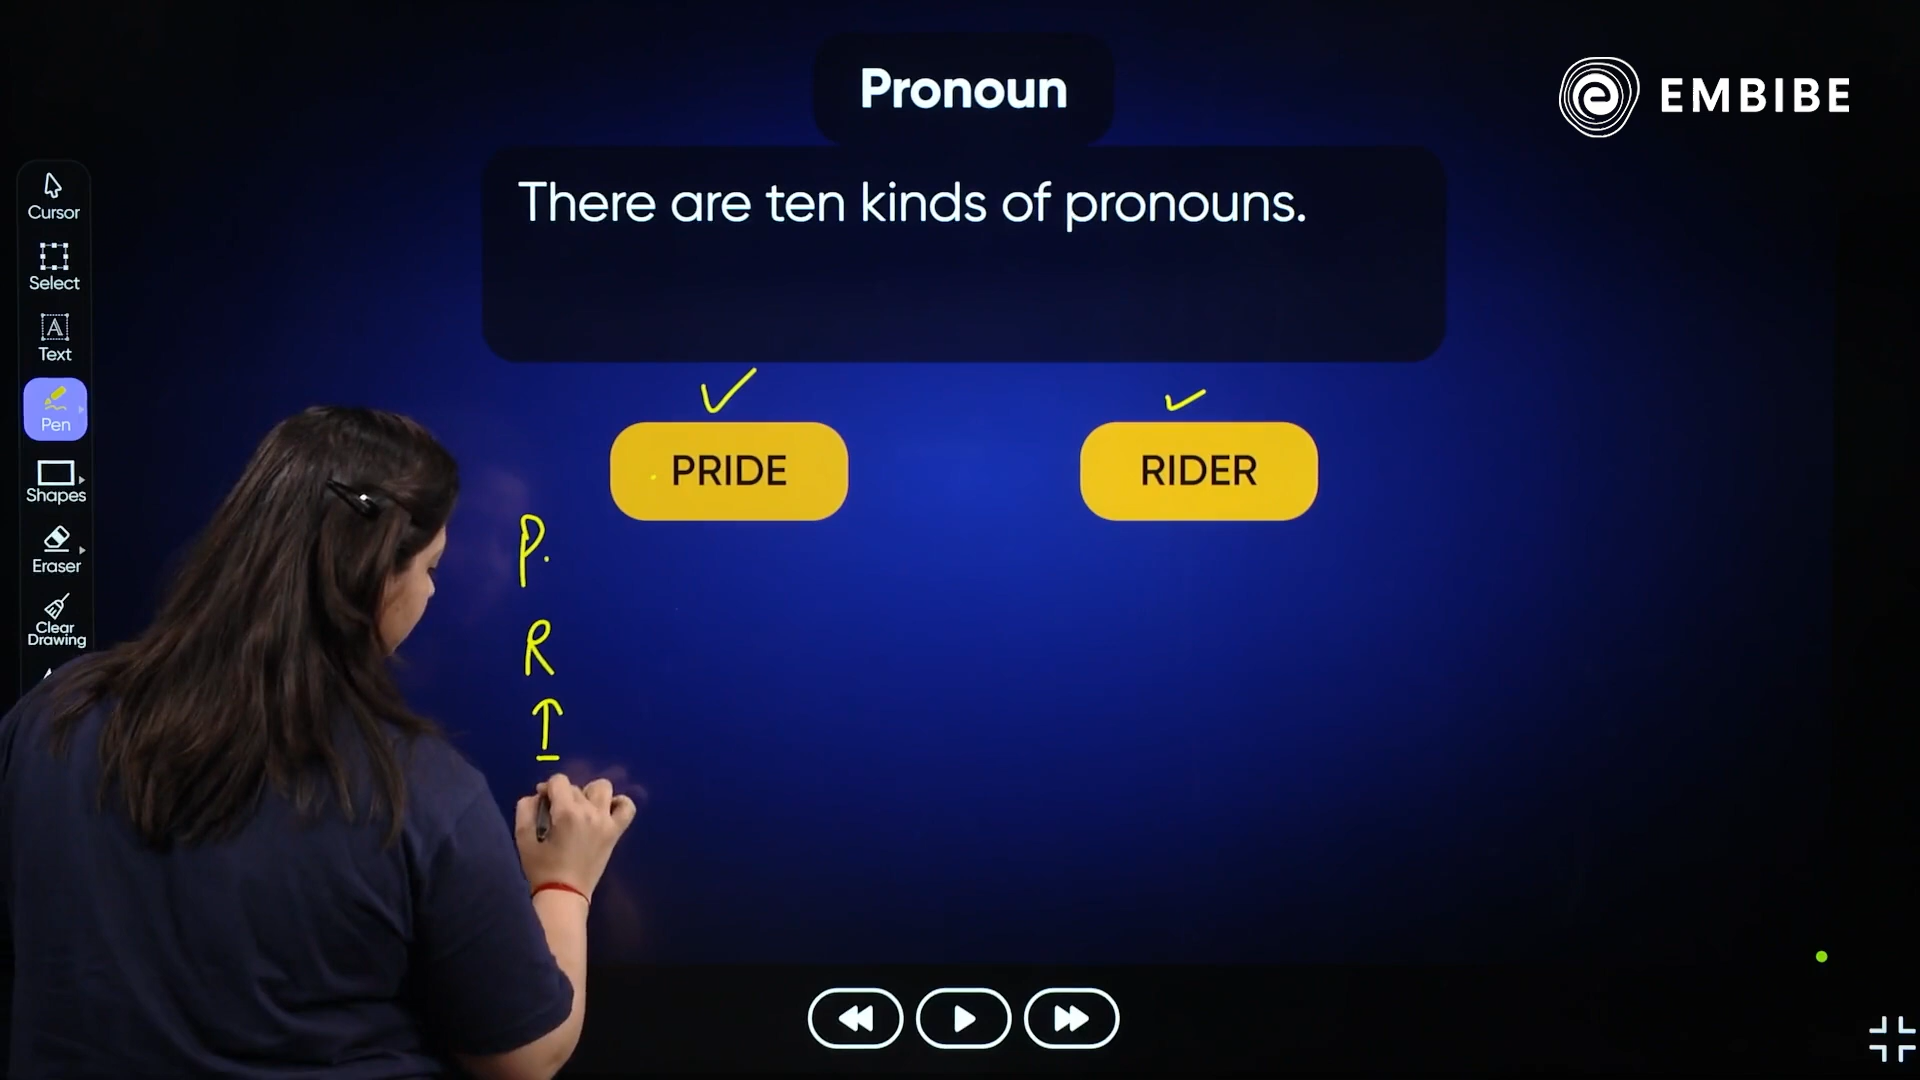 Pronoun
EMBIBE
There are ten kinds of pronouns.
Cursor
Select
Text
Pen
Shapes
Eraser
Clear
Drawing
PRIDE
RIDER
P.
R
I